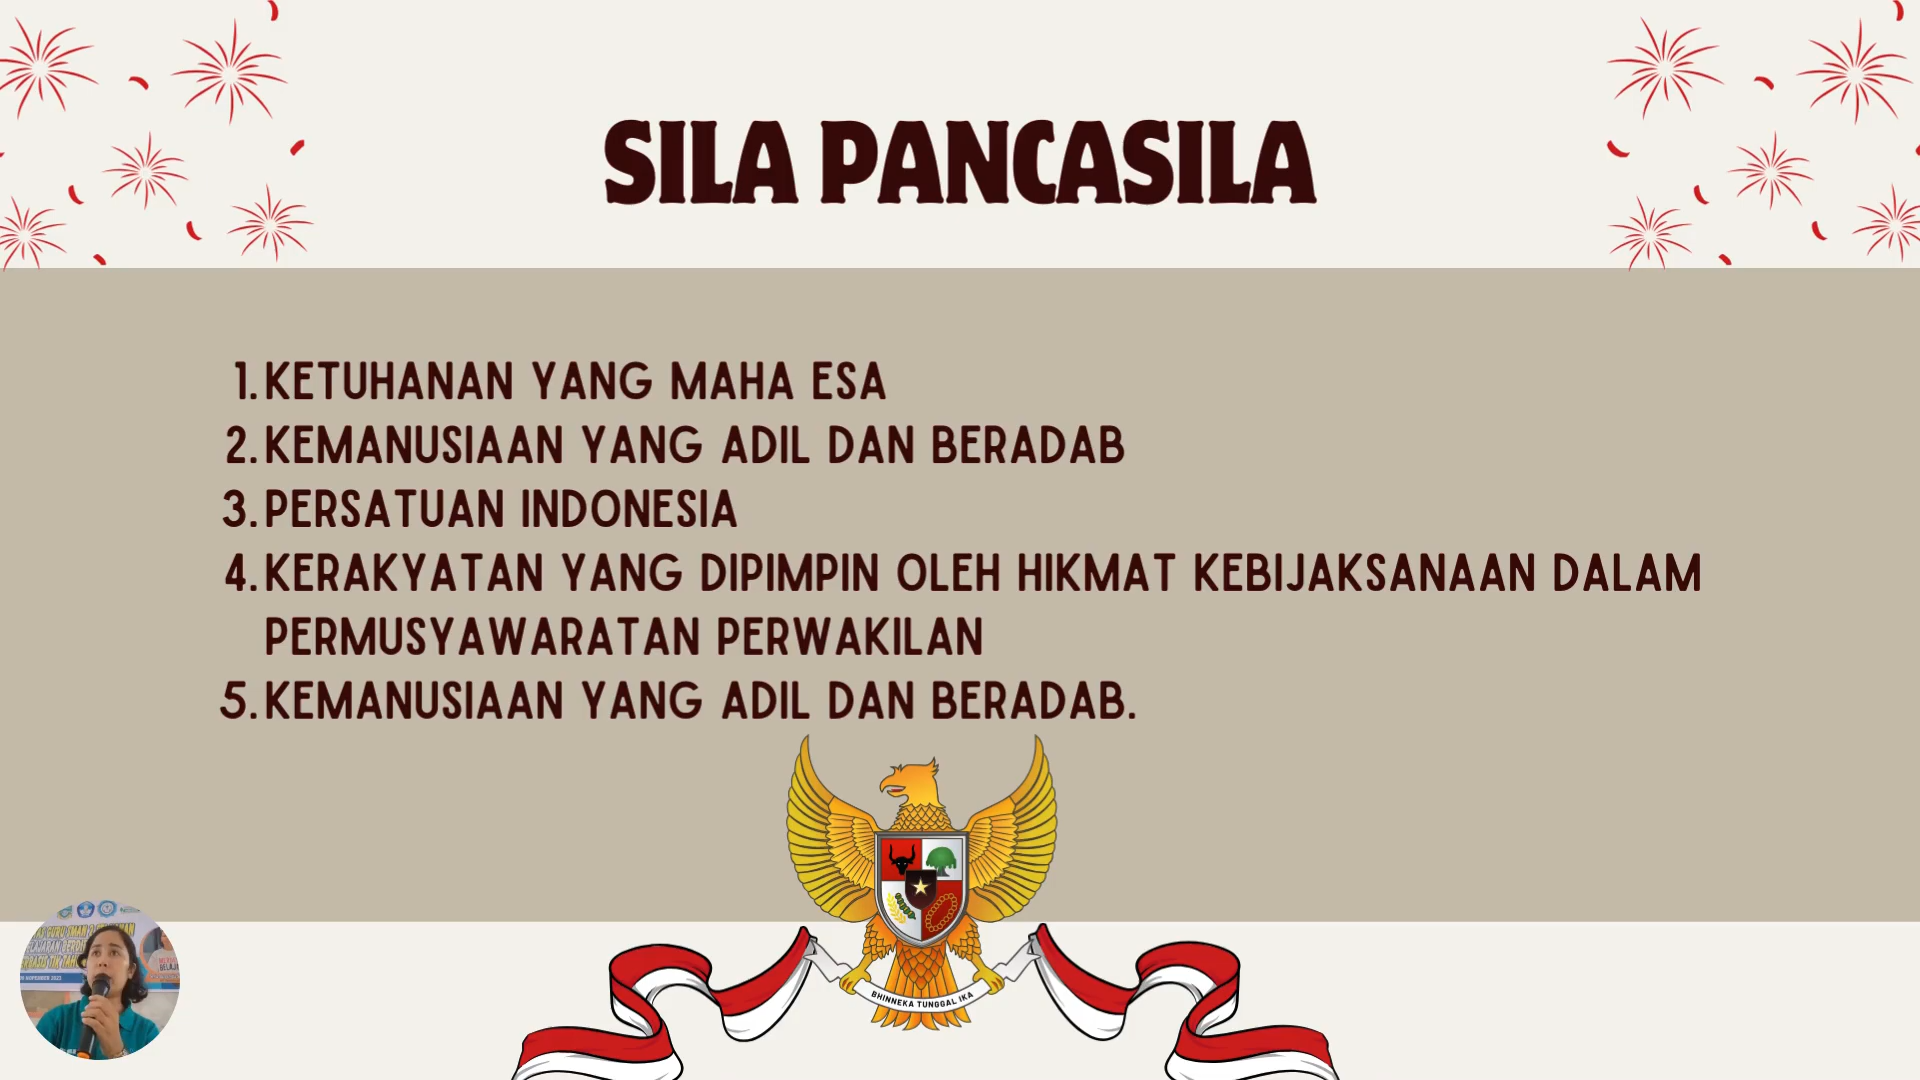 SILA PANCASILA
1. KETUHANAN YANG MAHA ESA
2. KEMANUSIAAN YANG ADIL DAN BERADAB
3. PERSATUAN INDONESIA
4. KERAKYATAN YANG DIPIMPIN OLEH HIKMAT KEBIJAKSANAAN DALAM
PERMUSYAWARATAN PERWAKILAN
5. KEMANUSIAAN YANG ADIL DAN BERADAB.
BHINNEKA TUNGGAL IKA